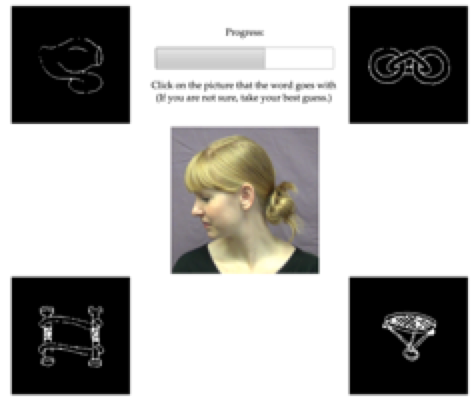 Progress:
Click on the picture that the word goes with
(If you are not sure, take your best guess.)